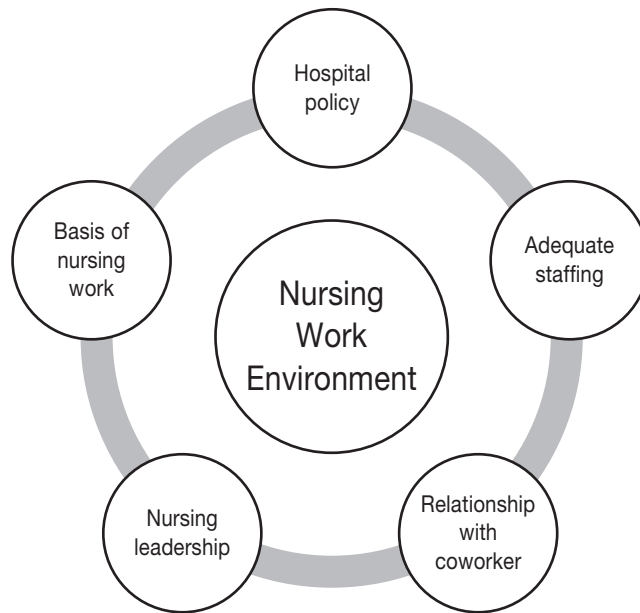 Hospital
policy
Adequate
staffing
Relationship
with
coworker
Nursing
leadership
Basis of
nursing
work
Nursing
Work
Environment